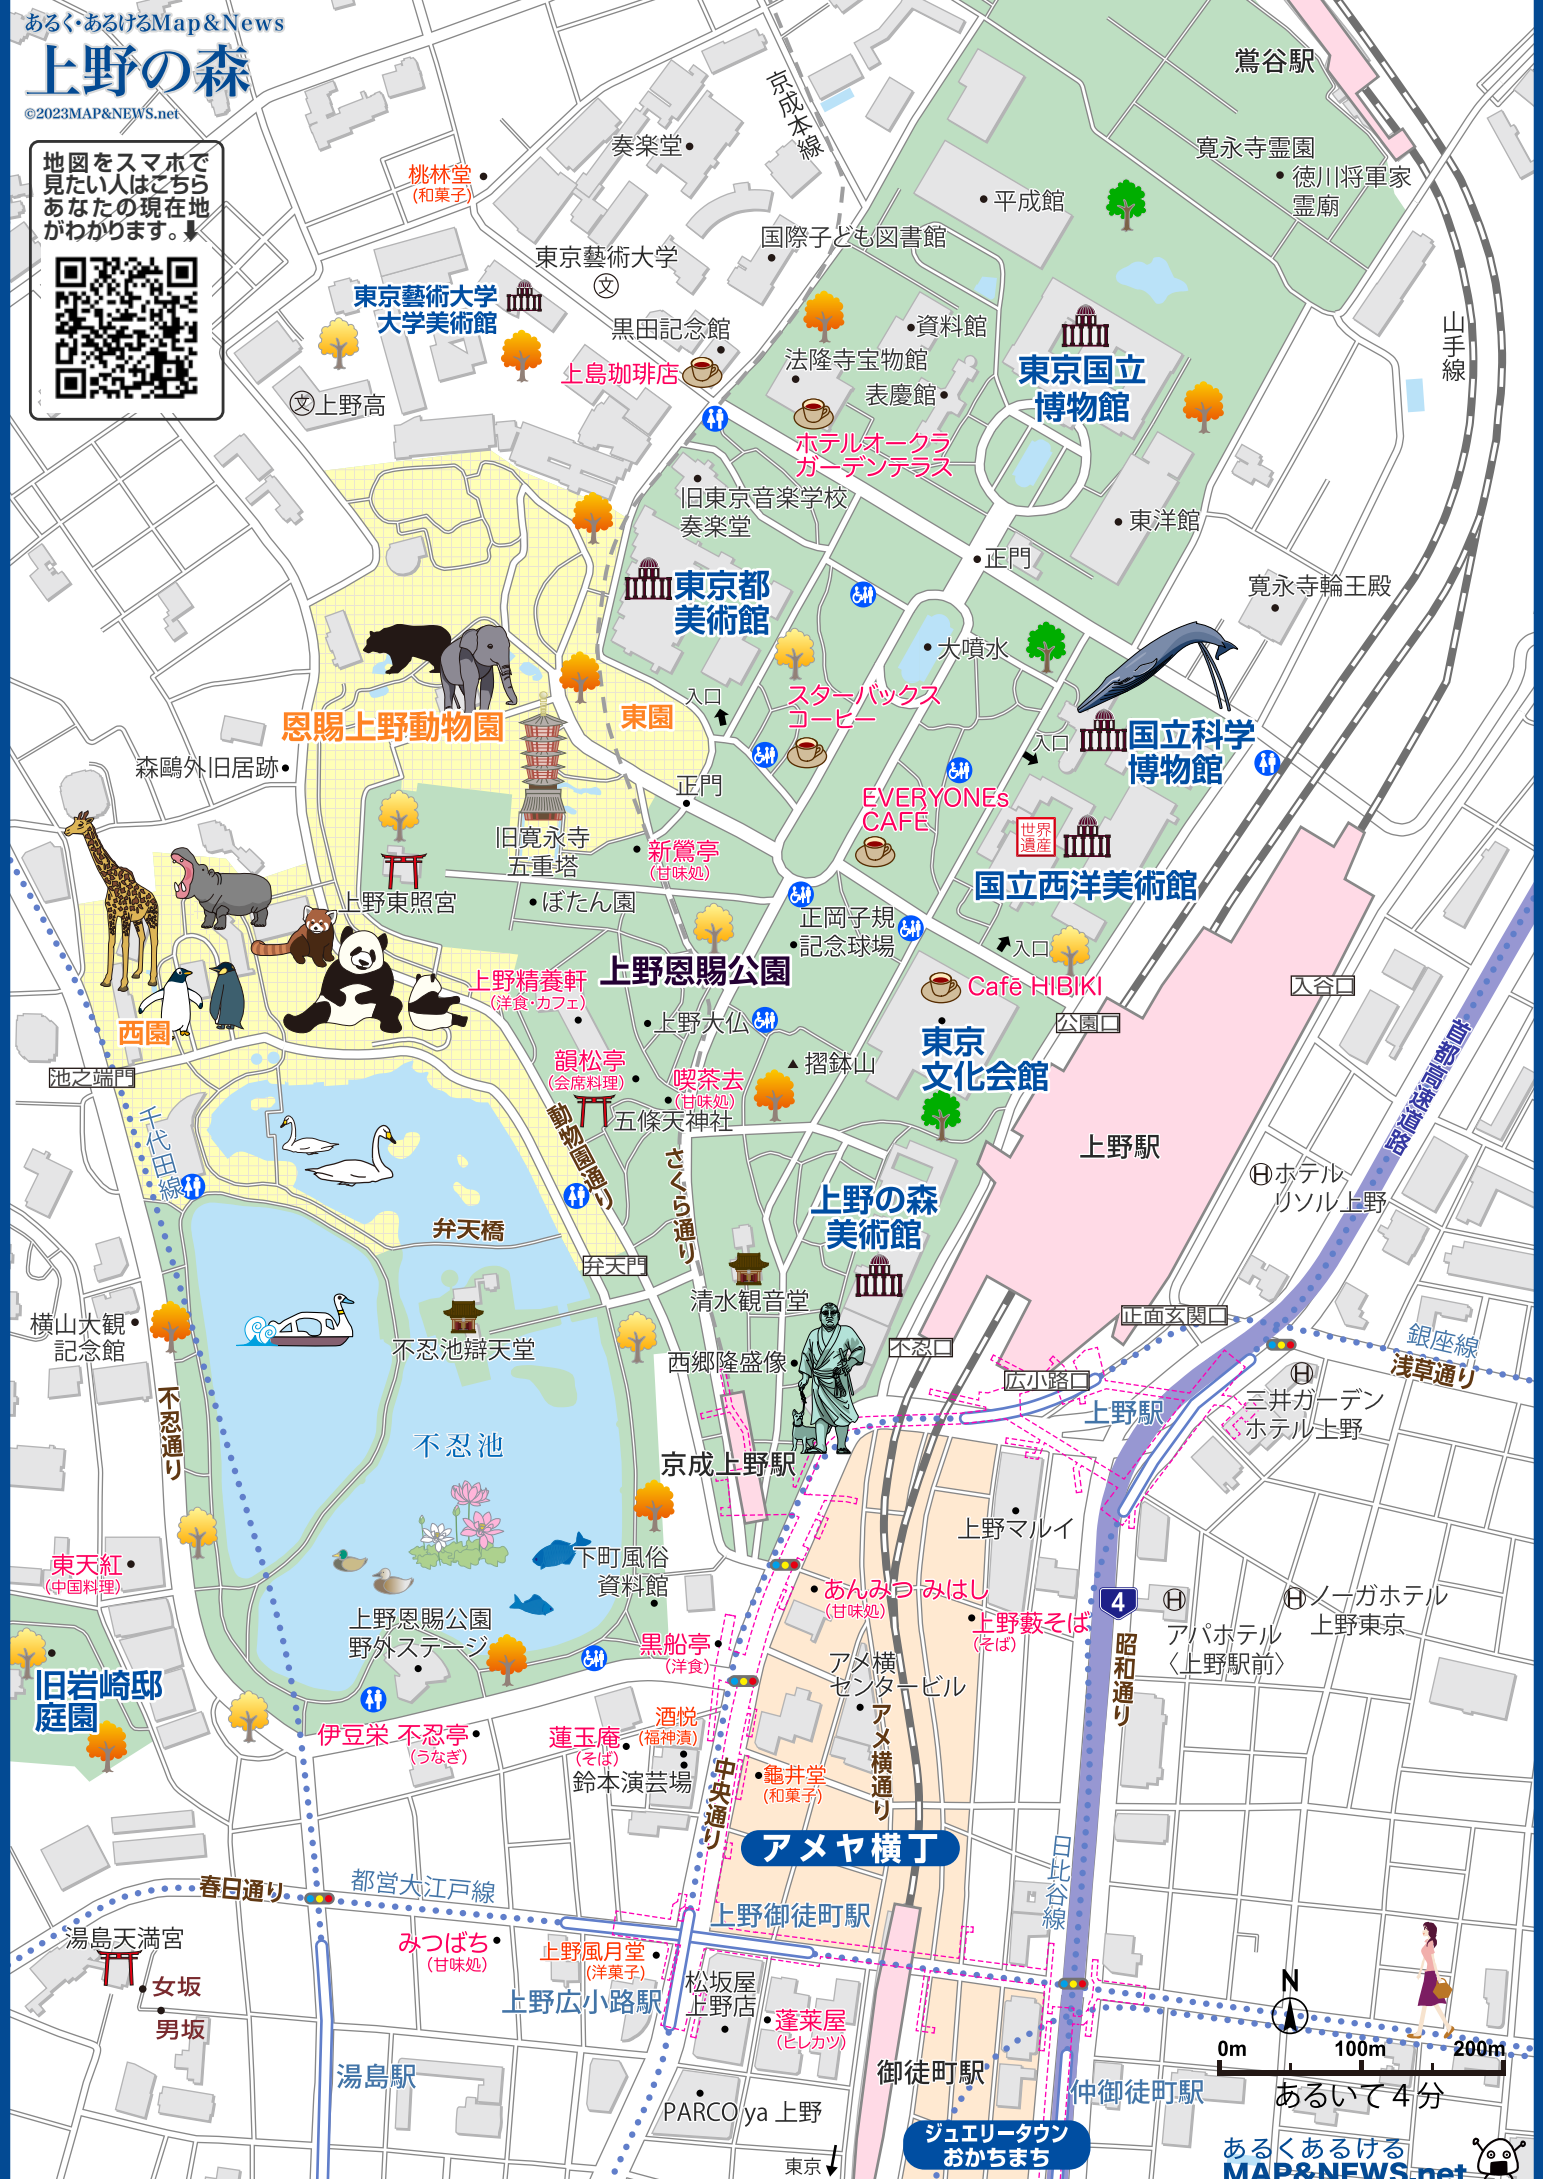 あるく・あるけるMap&News
上野の森
©2023MAP&NEWS.net
地図をスマホで
見たい人はこちら
あなたの現在地
がわかります。⬇
鶯谷駅
京成本線
奏楽堂
寛永寺霊園
徳川将軍家
霊廟
桃林堂
(和菓子)
平成館
国際子ども図書館
東京藝術大学
文
東京藝術大学
大学美術館
黒田記念館
資料館
山手線
上島珈琲店
法隆寺宝物館
表慶館
東京国立
博物館
文上野高
ホテルオークラ
ガーデンテラス
旧東京音楽学校
奏楽堂
東洋館
正門
東京都
美術館
寛永寺輪王殿
大噴水
入口
スターバックス
コーヒー
東園
恩賜上野動物園
入口
国立科学
博物館
森鷗外旧居跡
正門
EVERYONEs
CAFÉ
世界
遺産
旧寛永寺
五重塔
新鶯亭
(甘味処)
国立西洋美術館
上野東照宮
ぼたん園
正岡子規
記念球場
入口
上野恩賜公園
上野精養軒
(洋食・カフェ)
Café HIBIKI
入谷口
公園口
西園
上野大仏
東京
文化会館
首都高速道路
池之端門
韻松亭
(会席料理)
喫茶去
(甘味処)
摺鉢山
五條天神社
動物園通り
千代田線
さくら通り
上野駅
Hホテル
リソル上野
弁天橋
上野の森
美術館
弁天門
清水観音堂
横山大観
記念館
不忍池辯天堂
西郷隆盛像
不忍口
正面玄関口
広小路口
銀座線
浅草通り
上野駅
H
三井ガーデン
ホテル上野
不忍通り
不忍池
京成上野駅
上野マルイ
東天紅
(中国料理)
下町風俗
資料館
あんみつ みはし
(甘味処)
上野藪そば
(そば)
4
H
アパホテル
〈上野駅前〉
Hノーガホテル
上野東京
昭和通り
上野恩賜公園
野外ステージ
黒船亭
(洋食)
アメ横
センタービル
アメ横通り
旧岩崎邸
庭園
伊豆栄 不忍亭
(うなぎ)
蓮玉庵
(そば)
酒悦
(福神漬)
鈴本演芸場
中央通り
龜井堂
(和菓子)
アメヤ横丁
日比谷線
春日通り
都営大江戸線
上野御徒町駅
湯島天満宮
女坂
男坂
みつばち
(甘味処)
上野風月堂
(洋菓子)
上野広小路駅
松坂屋
上野店
蓬莱屋
(ヒレカツ)
湯島駅
御徒町駅
仲御徒町駅
PARCO ya 上野
ジュエリータウン
おかちまち
東京
N
0m 100m 200m
あるいて4分
あるくあるける
MAP&NEWS.net